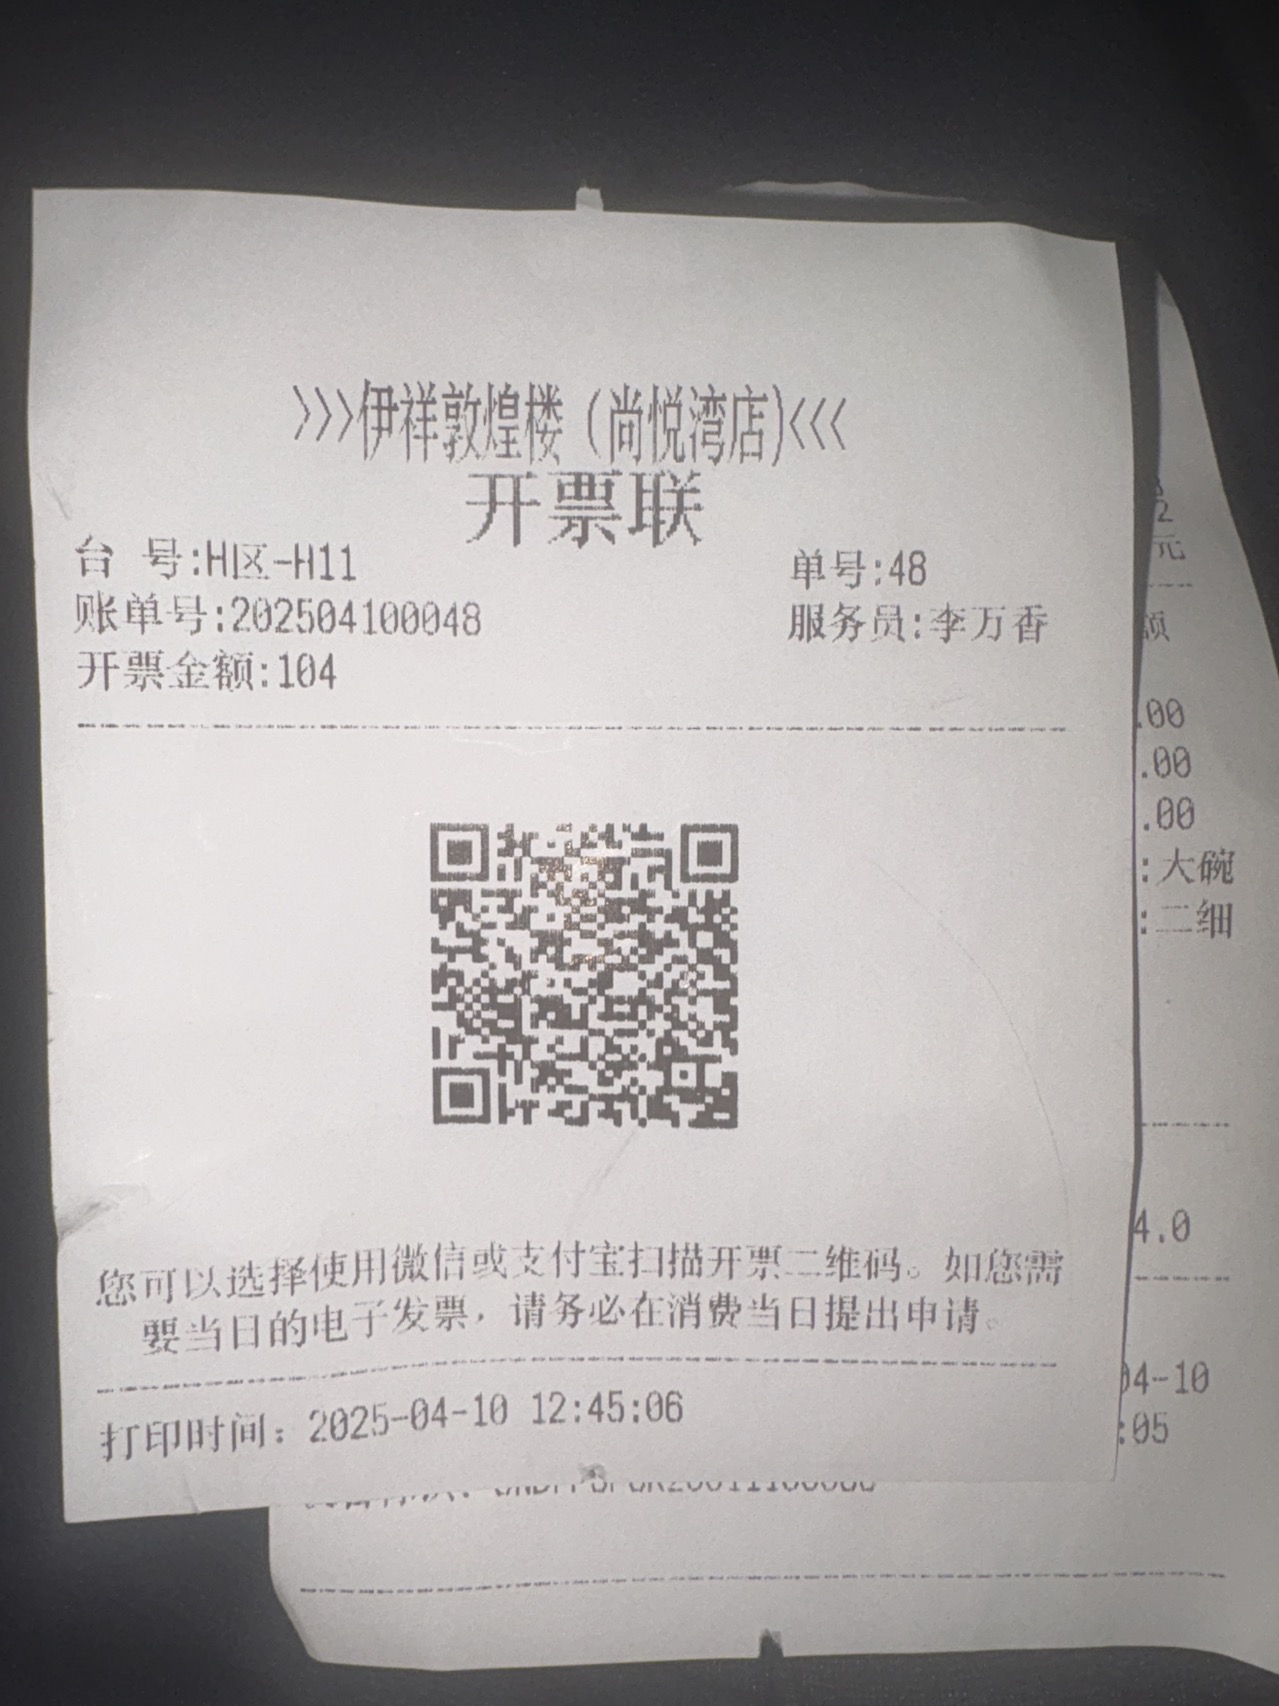 >>>伊祥敦煌楼（尚悦湾店)<<<
开票联
台 号:H区-H11 单号:48
账单号:202504100048 服务员:李万香
开票金额:104
您可以选择使用微信或支付宝扫描开票二维码。如您需
要当日的电子发票，请务必在消费当日提出申请。
打印时间：2025-04-10 12:45:06
2
元
额
.00
.00
.00
:大碗
:二细
4.0
04-10
:05